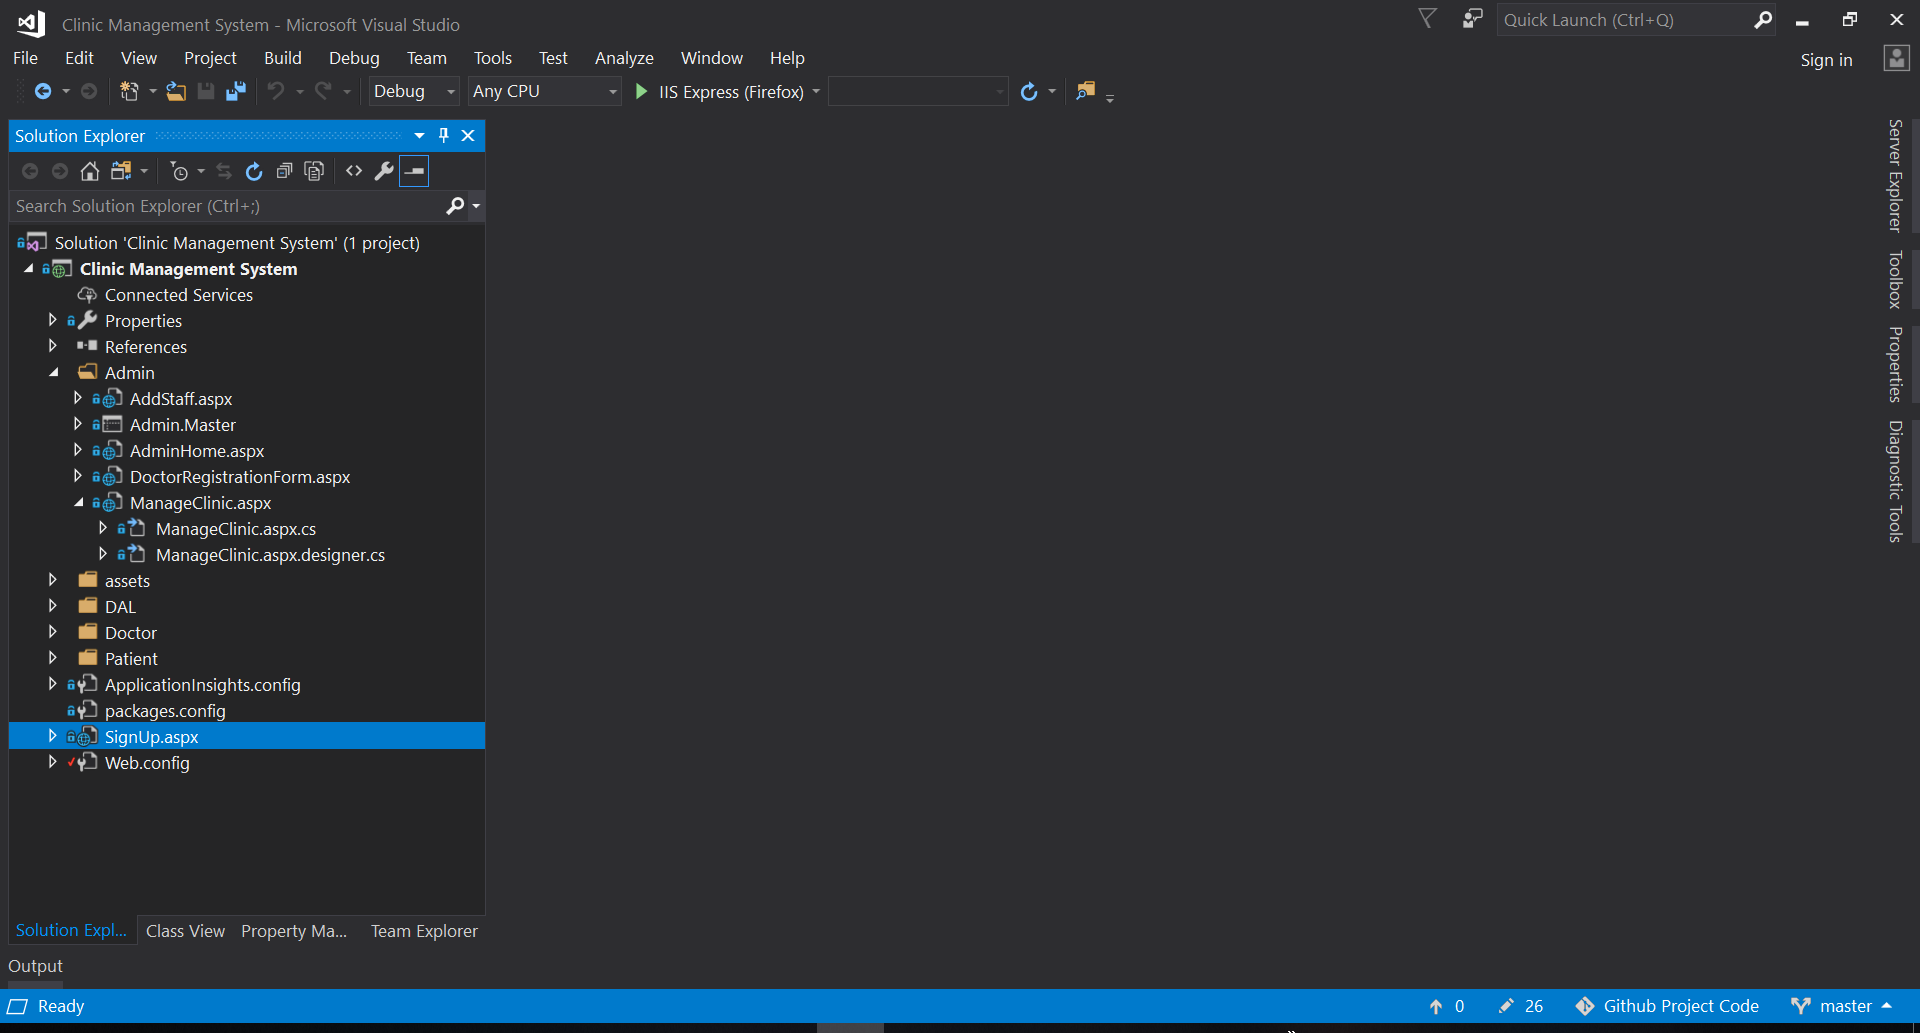 Clinic Management System - Microsoft Visual Studio
Quick Launch (Ctrl+Q)
File Edit View Project Build Debug Team Tools Test Analyze Window Help
Sign in
Debug Any CPU IIS Express (Firefox)
Solution Explorer
Search Solution Explorer (Ctrl+;)
Solution 'Clinic Management System' (1 project)
Clinic Management System
Connected Services
Properties
References
Admin
AddStaff.aspx
Admin.Master
AdminHome.aspx
DoctorRegistrationForm.aspx
ManageClinic.aspx
ManageClinic.aspx.cs
ManageClinic.aspx.designer.cs
assets
DAL
Doctor
Patient
ApplicationInsights.config
packages.config
SignUp.aspx
Web.config
Solution Expl... Class View Property Ma... Team Explorer
Output
Server Explorer
Toolbox
Properties
Diagnostic Tools
Ready
0 26 Github Project Code master